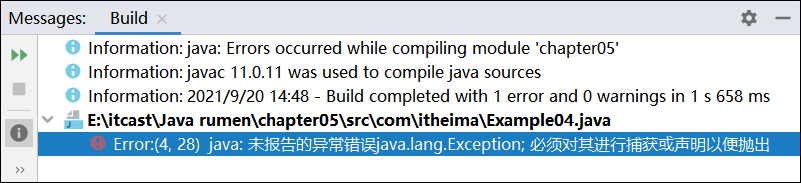 Messages: Build ×
Information: java: Errors occurred while compiling module 'chapter05'
Information: javac 11.0.11 was used to compile java sources
Information: 2021/9/20 14:48 - Build completed with 1 error and 0 warnings in 1 s 658 ms
E:\itcast\Java rumen\chapter05\src\com\itheima\Example04.java
Error:(4, 28) java: 未报告的异常错误java.lang.Exception; 必须对其进行捕获或声明以便抛出